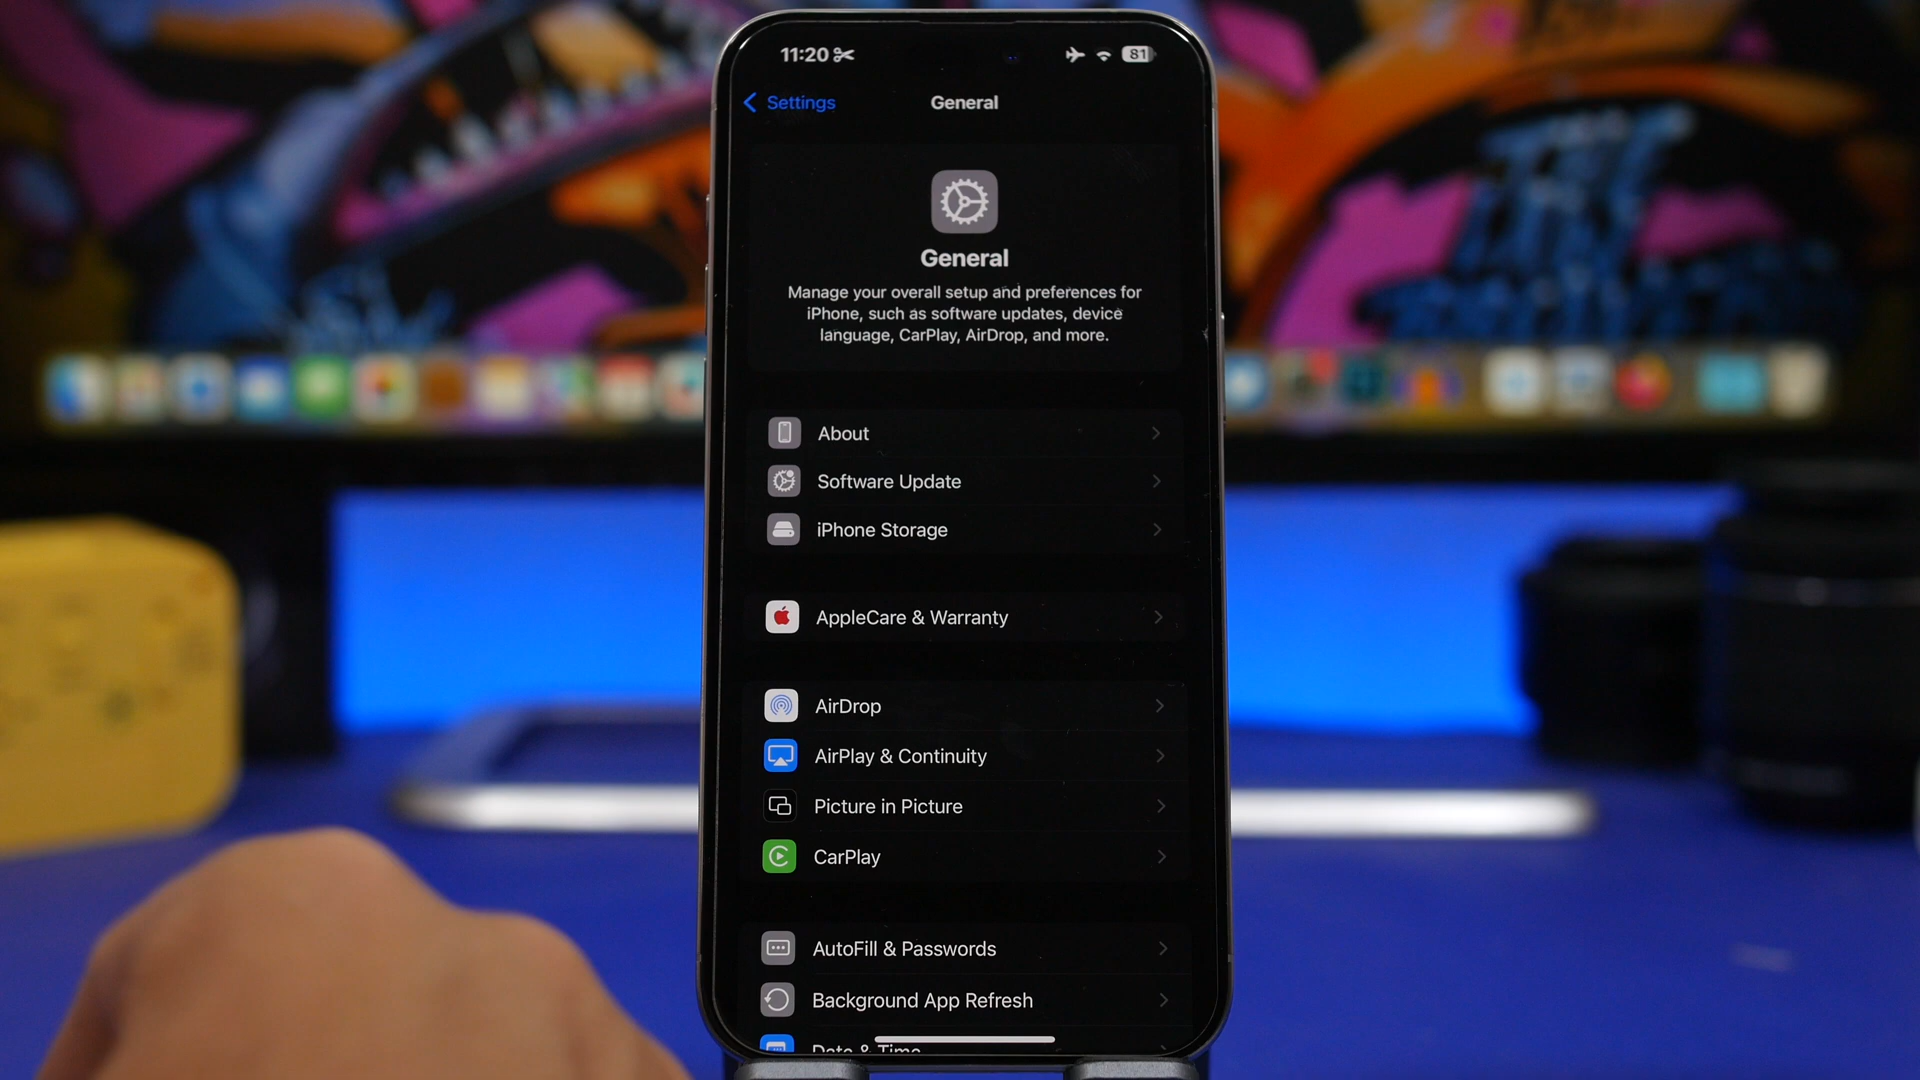 11:20
81
Settings
General
General
Manage your overall setup and preferences for
iPhone, such as software updates, device
language, CarPlay, AirDrop, and more.
About
Software Update
iPhone Storage
AppleCare & Warranty
AirDrop
AirPlay & Continuity
Picture in Picture
CarPlay
AutoFill & Passwords
Background App Refresh
Date & Time